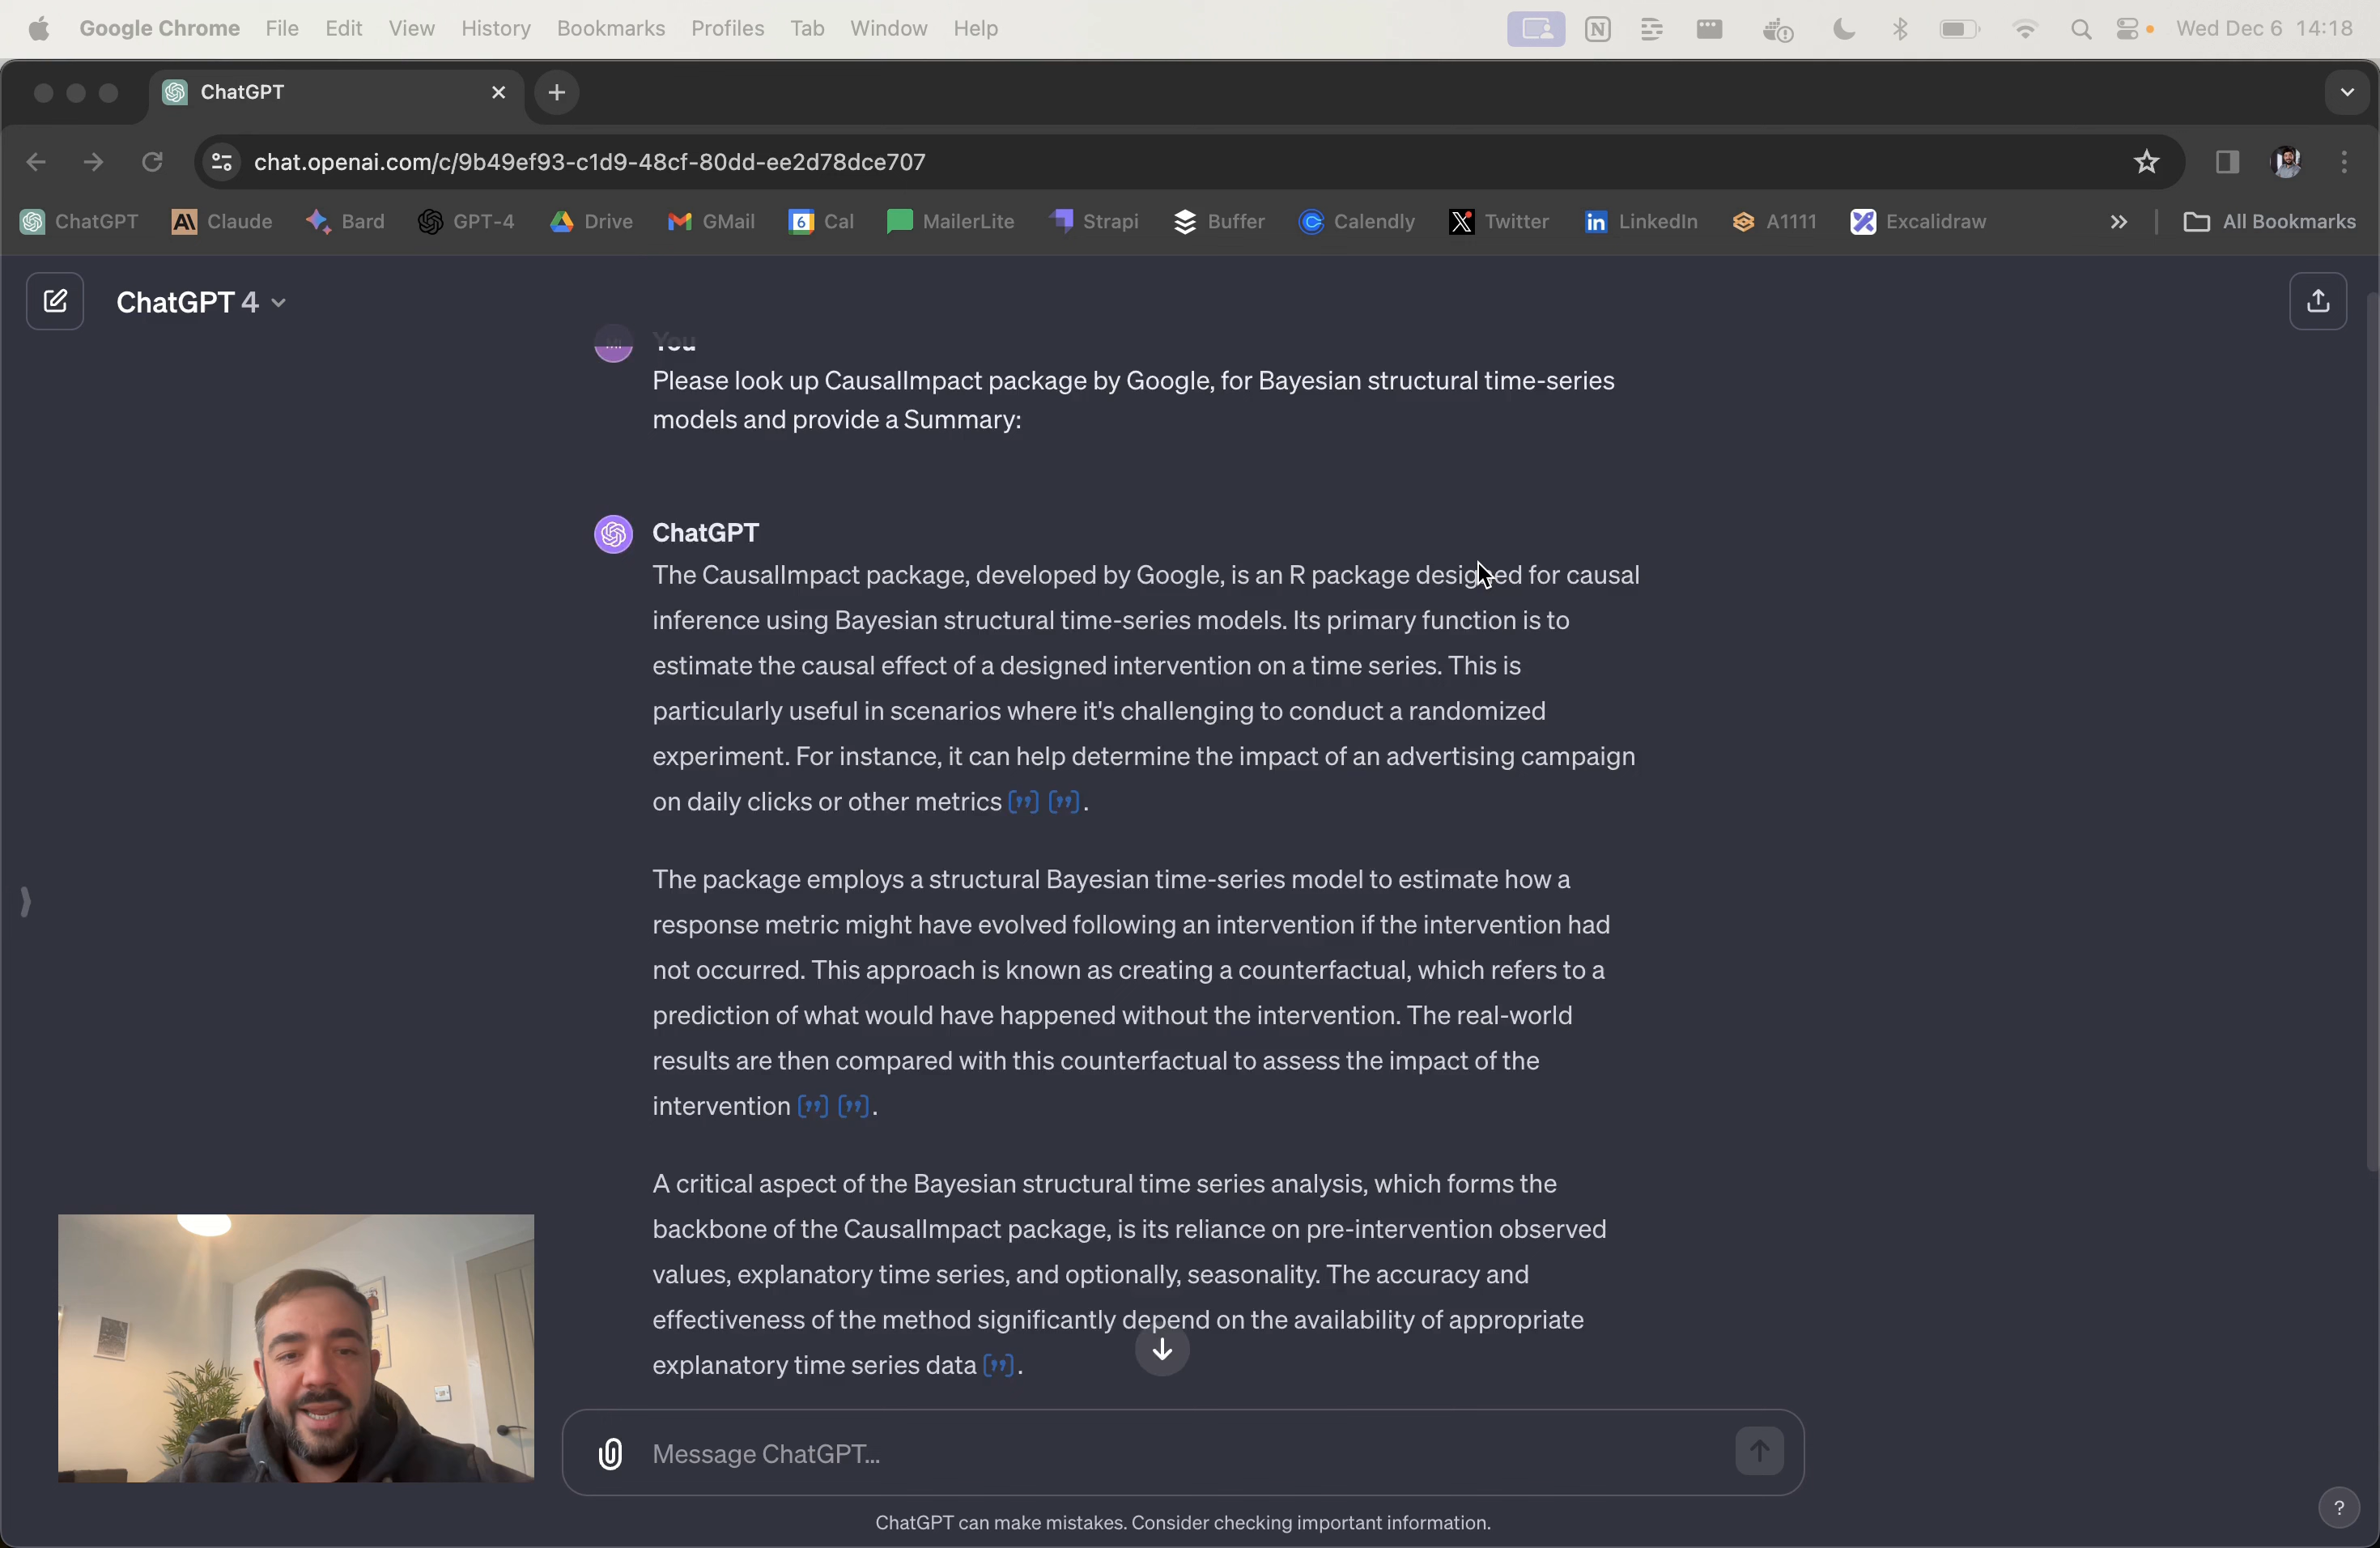 Google Chrome File Edit View History Bookmarks Profiles Tab Window Help Wed Dec 6 14:18
ChatGPT
chat.openai.com/c/9b49ef93-c1d9-48cf-80dd-ee2d78dce707
ChatGPT Claude Bard GPT-4 Drive GMail 6 Cal MailerLite Strapi Buffer Calendly Twitter LinkedIn A1111 Excalidraw All Bookmarks
ChatGPT 4
You
Please look up CausalImpact package by Google, for Bayesian structural time-series
models and provide a Summary:
ChatGPT
The CausalImpact package, developed by Google, is an R package designed for causal
inference using Bayesian structural time-series models. Its primary function is to
estimate the causal effect of a designed intervention on a time series. This is
particularly useful in scenarios where it's challenging to conduct a randomized
experiment. For instance, it can help determine the impact of an advertising campaign
on daily clicks or other metrics ["] ["].
The package employs a structural Bayesian time-series model to estimate how a
response metric might have evolved following an intervention if the intervention had
not occurred. This approach is known as creating a counterfactual, which refers to a
prediction of what would have happened without the intervention. The real-world
results are then compared with this counterfactual to assess the impact of the
intervention ["] ["].
A critical aspect of the Bayesian structural time series analysis, which forms the
backbone of the CausalImpact package, is its reliance on pre-intervention observed
values, explanatory time series, and optionally, seasonality. The accuracy and
effectiveness of the method significantly depend on the availability of appropriate
explanatory time series data ["].
Message ChatGPT...
ChatGPT can make mistakes. Consider checking important information.
?